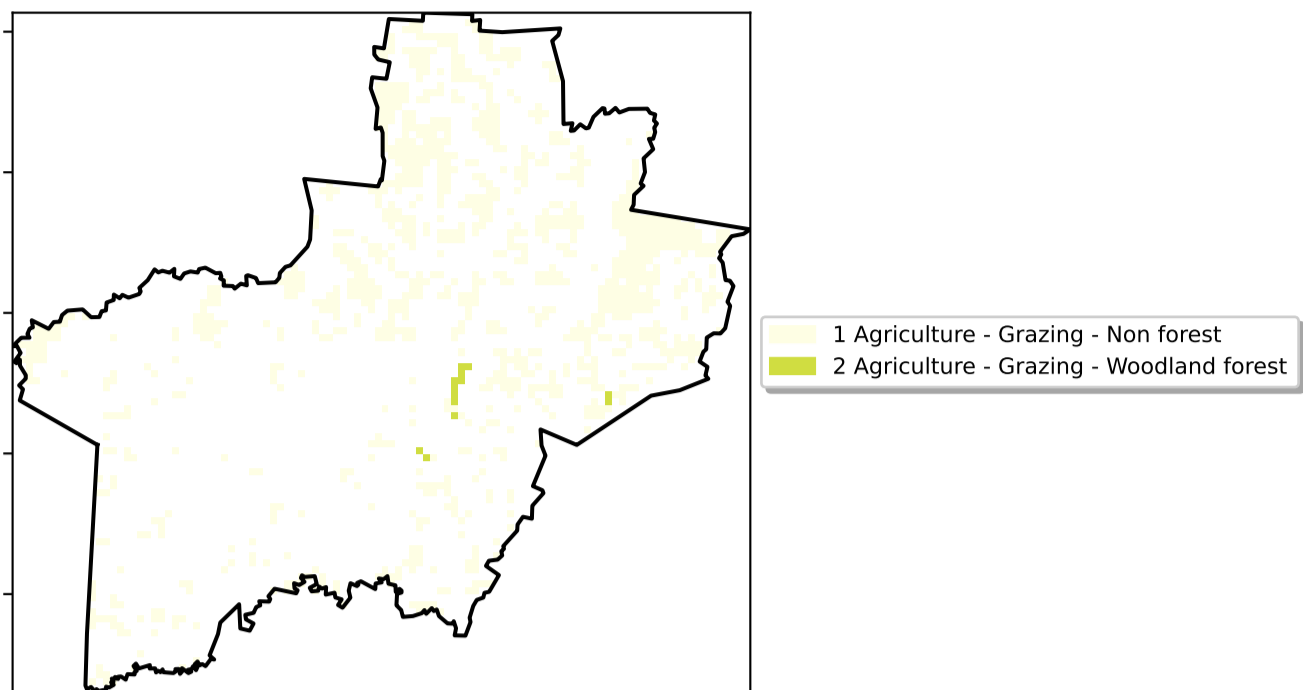 1 Agriculture - Grazing - Non forest
2 Agriculture - Grazing - Woodland forest